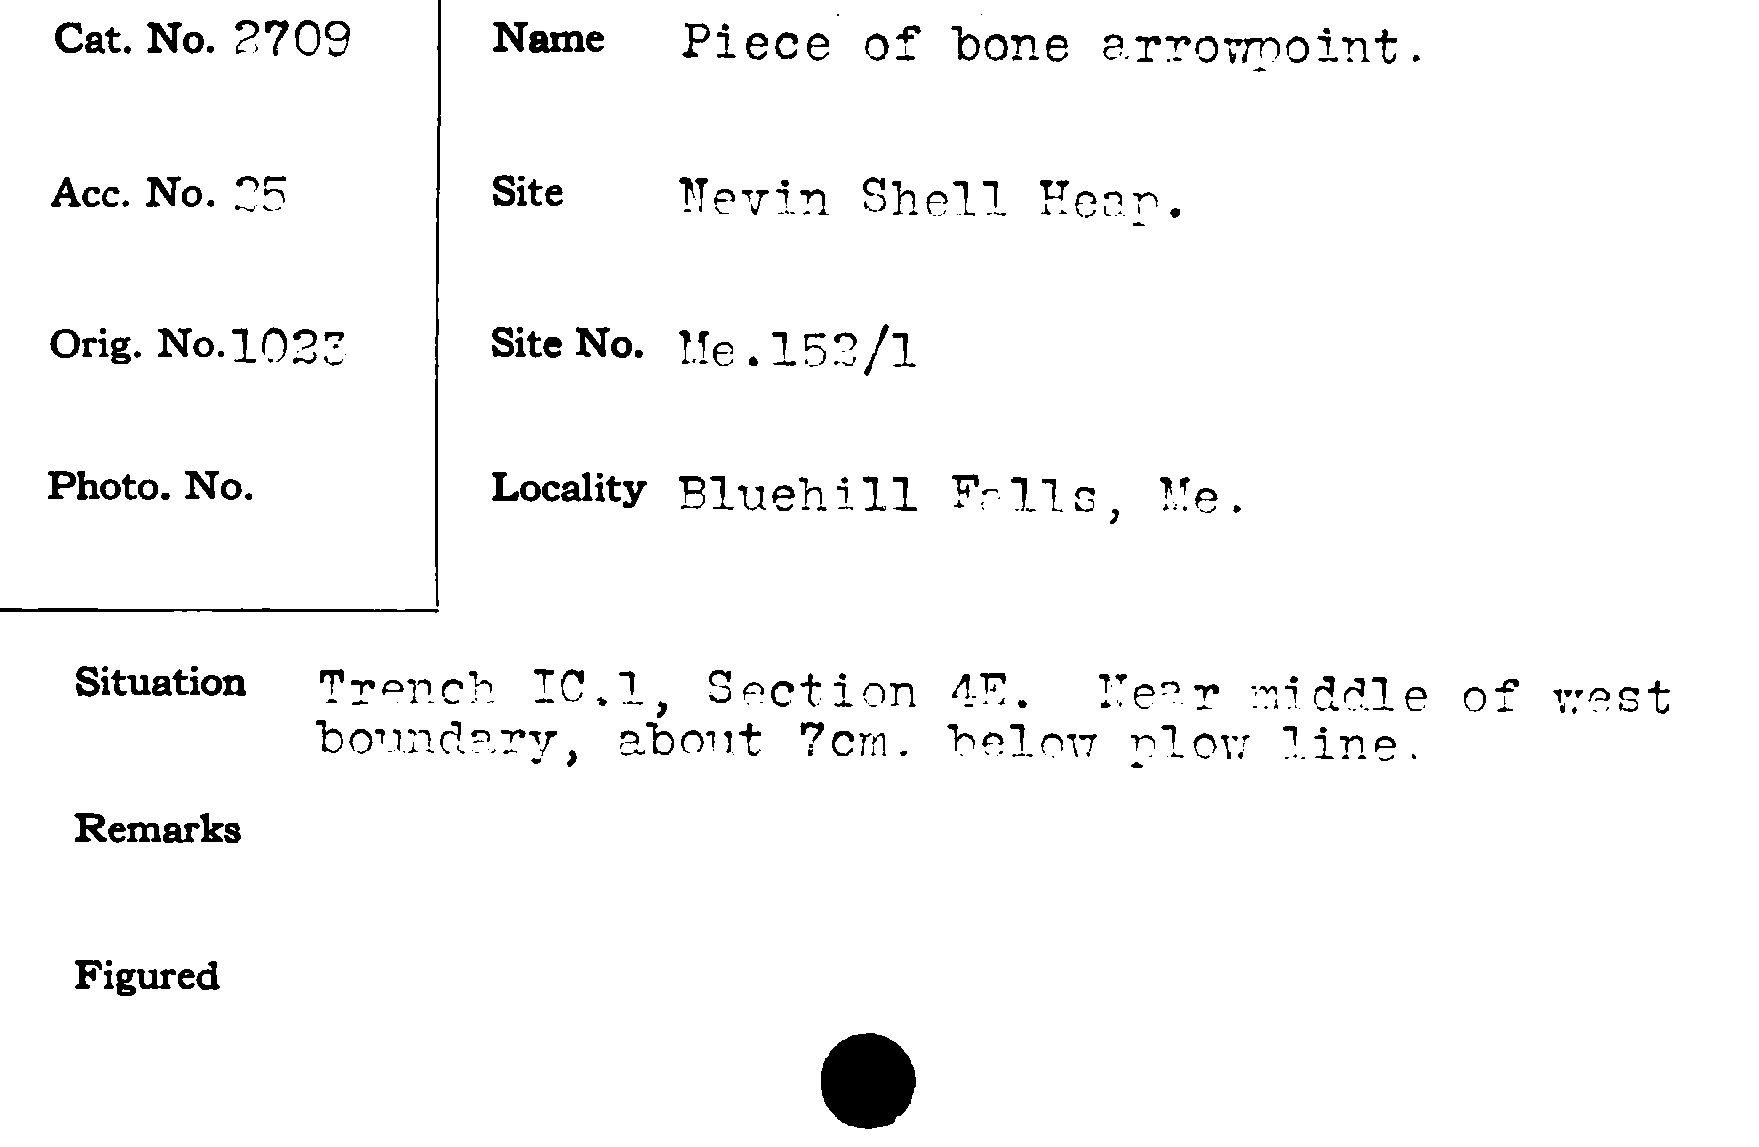 Cat. No. 2709
Name Piece of bone arrowpoint.
Acc. No. 25
Site Nevin Shell Heap.
Orig. No. 1023
Site No. Me.152/1
Photo. No.
Locality Bluehill Falls, Me.
Situation Trench IC.1, Section 4E. Near middle of west
boundary, about 7cm. below plow line.
Remarks
Figured